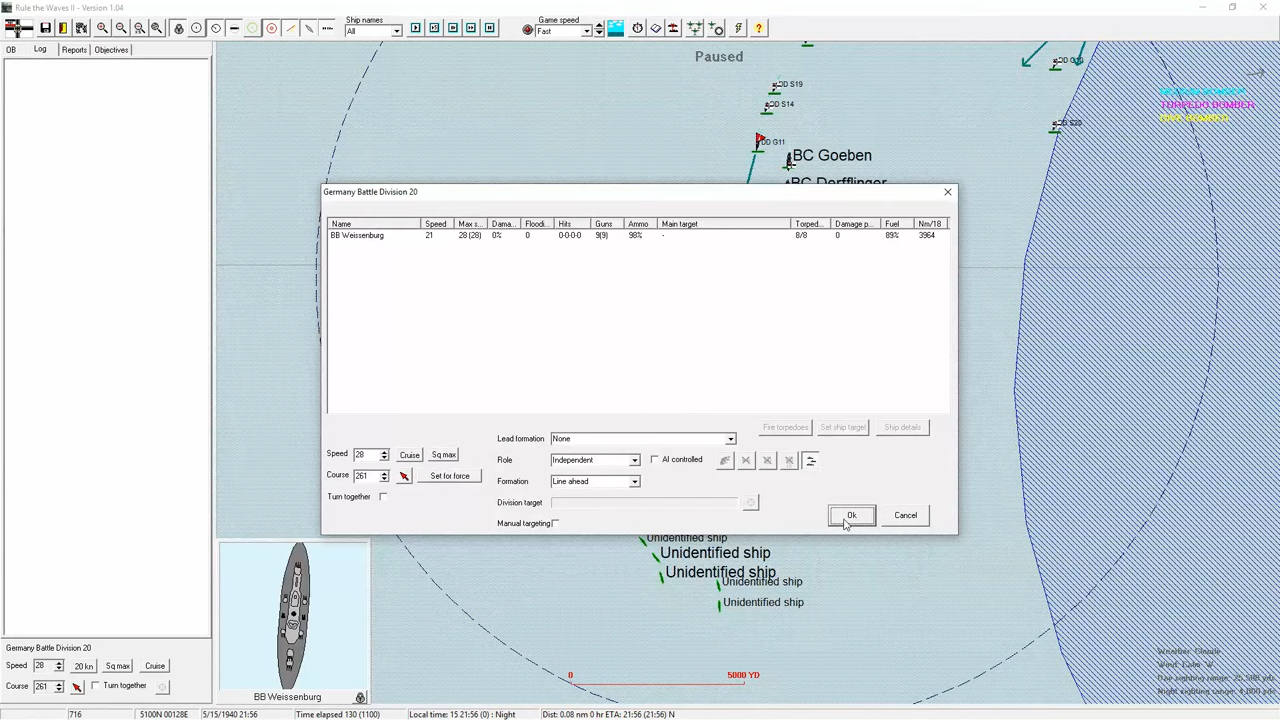 Rule the Waves II - Version 1.04
Ship names
All
Game speed
Fast
OB Log Reports Objectives
Paused
DD S19
DD S14
DD G11
BC Goeben
BC Derfflinger
DD S20
TORPEDO BOMBER
DIVE BOMBER
Germany Battle Division 20
Name Speed Max s... Dama... Floodi... Hits Guns Ammo Main target Torped... Damage p... Fuel Nm/18
BB Weissenburg 21 28 (28) 0% 0 0-0-0-0 9(9) 98% - 8/8 0 89% 3964
Fire torpedoes Set ship target Ship details
Lead formation None
Speed 28 Cruise Sq max
Role Independent AI controlled
Course 261 Set for force
Formation Line ahead
Turn together
Division target
Manual targeting
Ok Cancel
Unidentified ship
Unidentified ship
Unidentified ship
Unidentified ship
Unidentified ship
Germany Battle Division 20
Speed 28 20 kn Sq max Cruise
Course 261 Turn together
BB Weissenburg
0 5000 YD
716 5100N 00128E 5/15/1940 21:56 Time elapsed 130 (1100) Local time: 15 21:56 (0) : Night Dist: 0.08 nm 0 hr ETA: 21:56 (21:56) N